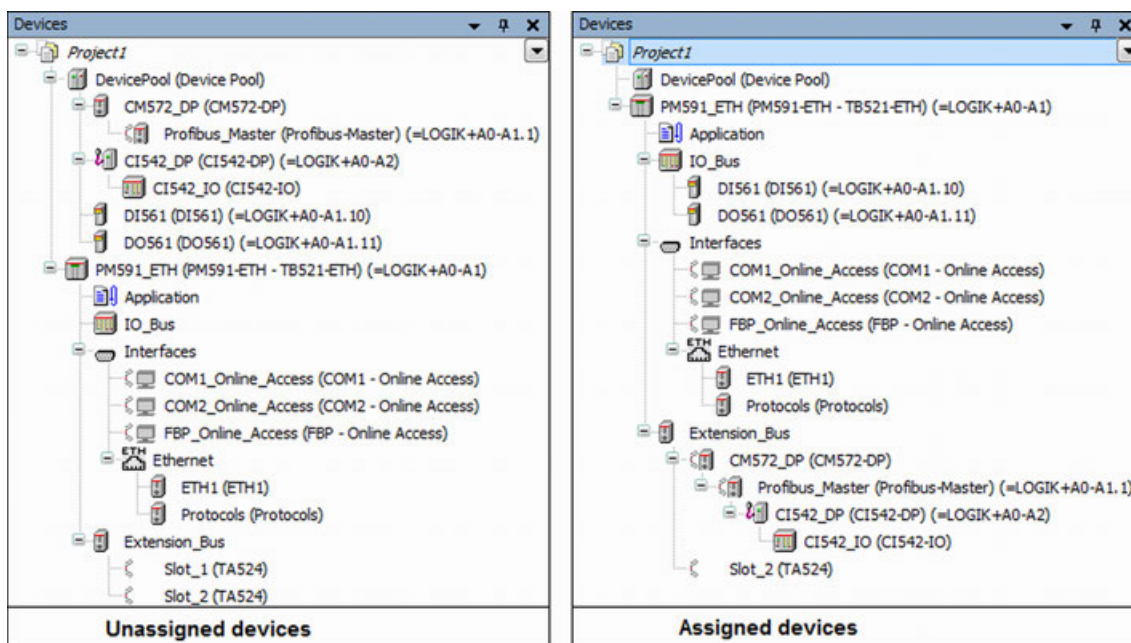 Devices
Project1
DevicePool (Device Pool)
CM572_DP (CM572-DP)
Profibus_Master (Profibus-Master) (=LOGIK+A0-A1.1)
CI542_DP (CI542-DP) (=LOGIK+A0-A2)
CI542_IO (CI542-IO)
DI561 (DI561) (=LOGIK+A0-A1.10)
DO561 (DO561) (=LOGIK+A0-A1.11)
PM591_ETH (PM591-ETH - TB521-ETH) (=LOGIK+A0-A1)
Application
IO_Bus
Interfaces
COM1_Online_Access (COM1 - Online Access)
COM2_Online_Access (COM2 - Online Access)
FBP_Online_Access (FBP - Online Access)
ETH
Ethernet
ETH1 (ETH1)
Protocols (Protocols)
Extension_Bus
Slot_1 (TA524)
Slot_2 (TA524)
Unassigned devices
Devices
Project1
DevicePool (Device Pool)
PM591_ETH (PM591-ETH - TB521-ETH) (=LOGIK+A0-A1)
Application
IO_Bus
DI561 (DI561) (=LOGIK+A0-A1.10)
DO561 (DO561) (=LOGIK+A0-A1.11)
Interfaces
COM1_Online_Access (COM1 - Online Access)
COM2_Online_Access (COM2 - Online Access)
FBP_Online_Access (FBP - Online Access)
ETH
Ethernet
ETH1 (ETH1)
Protocols (Protocols)
Extension_Bus
CM572_DP (CM572-DP)
Profibus_Master (Profibus-Master) (=LOGIK+A0-A1.1)
CI542_DP (CI542-DP) (=LOGIK+A0-A2)
CI542_IO (CI542-IO)
Slot_2 (TA524)
Assigned devices